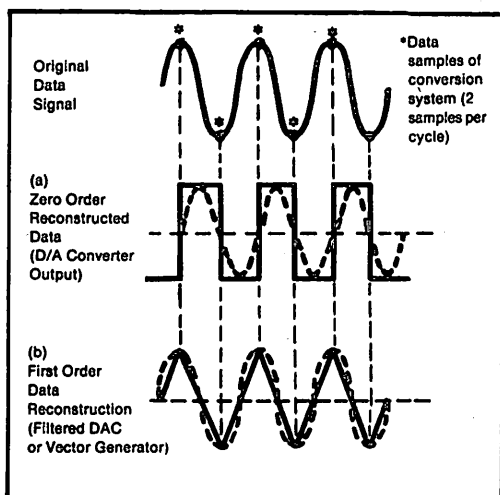 Original
Data
Signal
*Data
samples of
conversion
system (2
samples per
cycle)
(a)
Zero Order
Reconstructed
Data
(D/A Converter
Output)
(b)
First Order
Data
Reconstruction
(Filtered DAC
or Vector Generator)